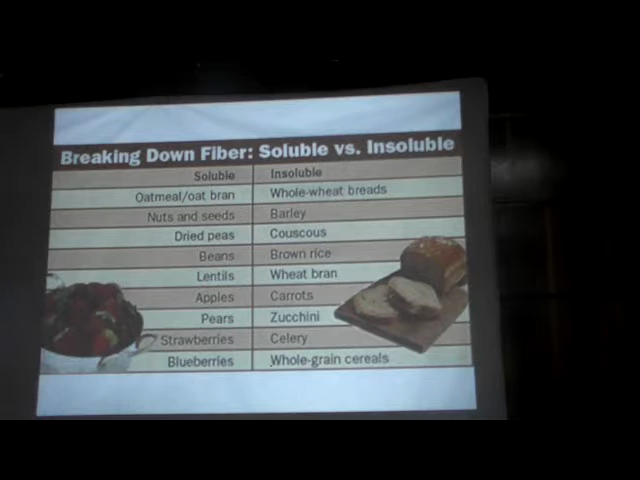 Breaking Down Fiber: Soluble vs. Insoluble
Soluble Insoluble
Oatmeal/oat bran Whole-wheat breads
Nuts and seeds Barley
Dried peas Couscous
Beans Brown rice
Lentils Wheat bran
Apples Carrots
Pears Zucchini
Strawberries Celery
Blueberries Whole-grain cereals